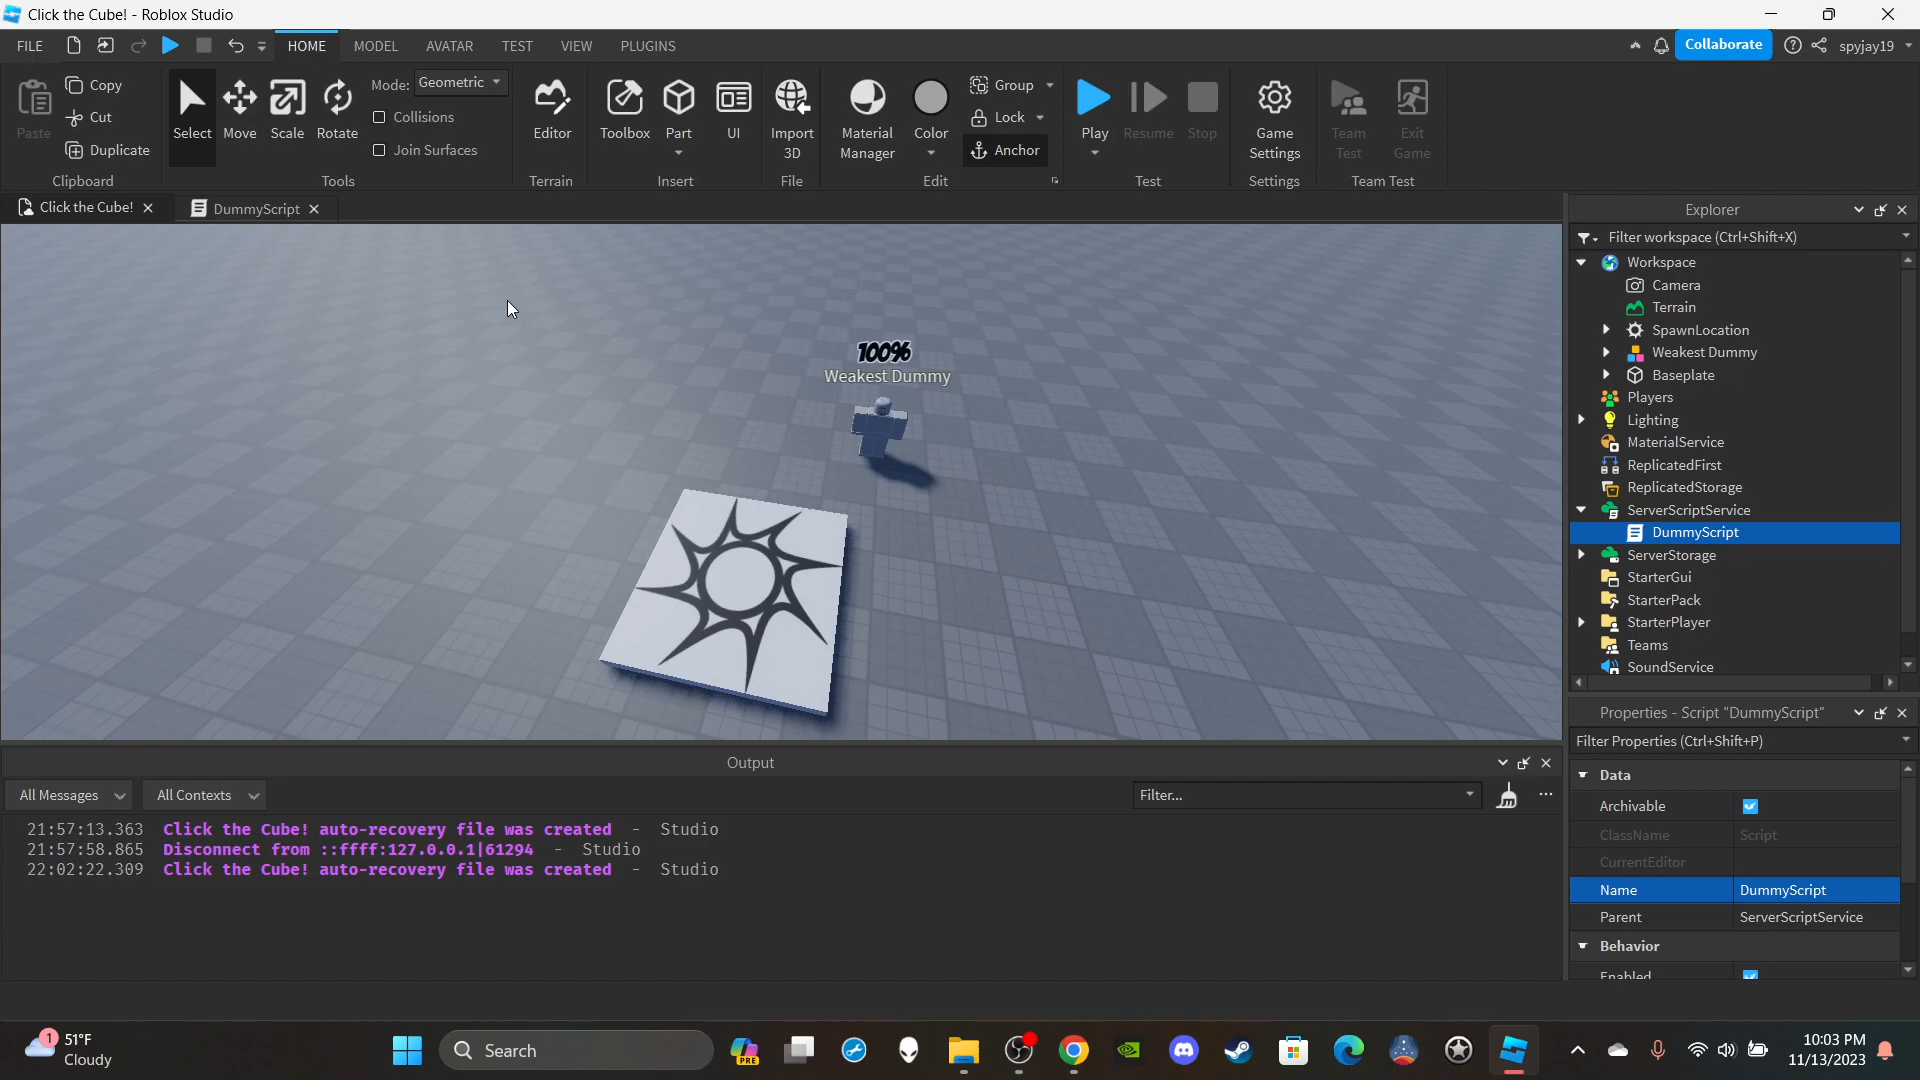 Click the Cube! - Roblox Studio
FILE HOME MODEL AVATAR TEST VIEW PLUGINS Collaborate spyjay19
Paste Copy Cut Duplicate Clipboard
Select Move Scale Rotate Mode: Geometric Collisions Join Surfaces Tools
Editor Terrain
Toolbox Part UI Insert
Import 3D File
Material Manager Color Group Lock Anchor Edit
Play Resume Stop Test
Game Settings Settings
Team Test Exit Game Team Test
Click the Cube! DummyScript
100%
Weakest Dummy
Explorer
Filter workspace (Ctrl+Shift+X)
Workspace
Camera
Terrain
SpawnLocation
Weakest Dummy
Baseplate
Players
Lighting
MaterialService
ReplicatedFirst
ReplicatedStorage
ServerScriptService
DummyScript
ServerStorage
StarterGui
StarterPack
StarterPlayer
Teams
SoundService
Properties - Script "DummyScript"
Filter Properties (Ctrl+Shift+P)
Data
Archivable
ClassName Script
CurrentEditor
Name DummyScript
Parent ServerScriptService
Behavior
Enabled
Output
All Messages All Contexts Filter...
21:57:13.363 Click the Cube! auto-recovery file was created - Studio
21:57:58.865 Disconnect from ::ffff:127.0.0.1|61294 - Studio
22:02:22.309 Click the Cube! auto-recovery file was created - Studio
1 51°F
Cloudy
Search
PRE
10:03 PM
11/13/2023